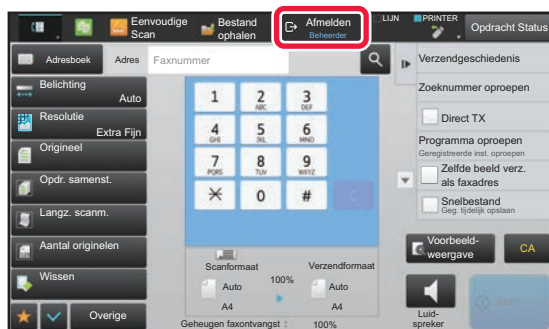 Eenvoudige Scan
Bestand ophalen
Afmelden
Beheerder
LIJN
PRINTER
Opdracht Status
Adresboek
Adres
Faxnummer
Verzendgeschiedenis
Belichting
Auto
Zoeknummer oproepen
Resolutie
Extra Fijn
Direct TX
Origineel
Programma oproepen
Geregistreerde inst. oproepen
Opdr. samenst.
Zelfde beeld verz.
als faxadres
Langz. scanm.
Snelbestand
Geg. tijdelijk opslaan
Aantal originelen
Wissen
Overige
1
2 ABC
3 DEF
4 GHI
5 JKL
6 MNO
7 PQRS
8 TUV
9 WXYZ
0
#
C
Scanformaat
Verzendformaat
100%
Auto
Auto
A4
A4
Geheugen faxontvangst : 100%
Voorbeeld-
weergave
CA
Luid-
spreker
Start